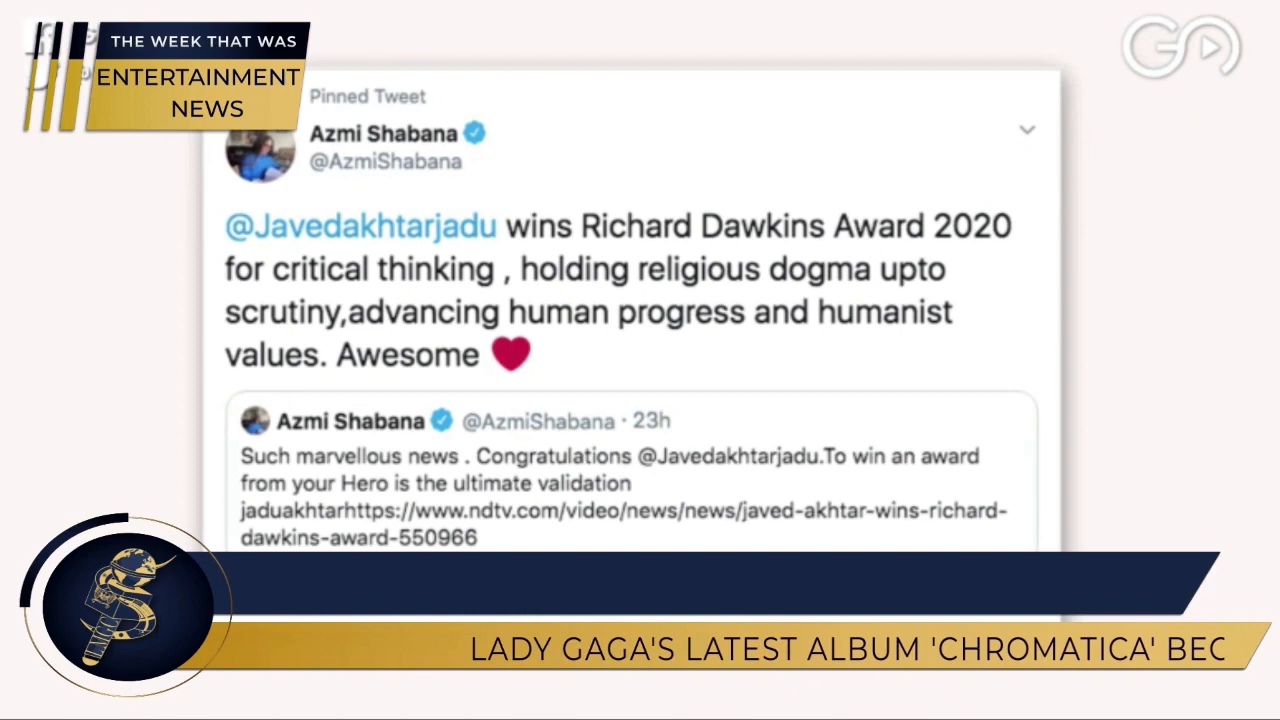 THE WEEK THAT WAS
ENTERTAINMENT
NEWS
GO
Pinned Tweet
Azmi Shabana
@AzmiShabana
@Javedakhtarjadu wins Richard Dawkins Award 2020
for critical thinking , holding religious dogma upto
scrutiny,advancing human progress and humanist
values. Awesome ❤
Azmi Shabana @AzmiShabana · 23h
Such marvellous news . Congratulations @Javedakhtarjadu.To win an award
from your Hero is the ultimate validation
jaduakhtarhttps://www.ndtv.com/video/news/news/javed-akhtar-wins-richard-
dawkins-award-550966
LADY GAGA'S LATEST ALBUM 'CHROMATICA' BEC